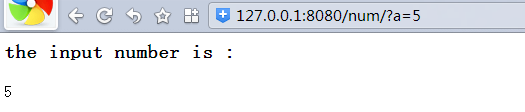 127.0.0.1:8080/num/?a=5
the input number is :
5